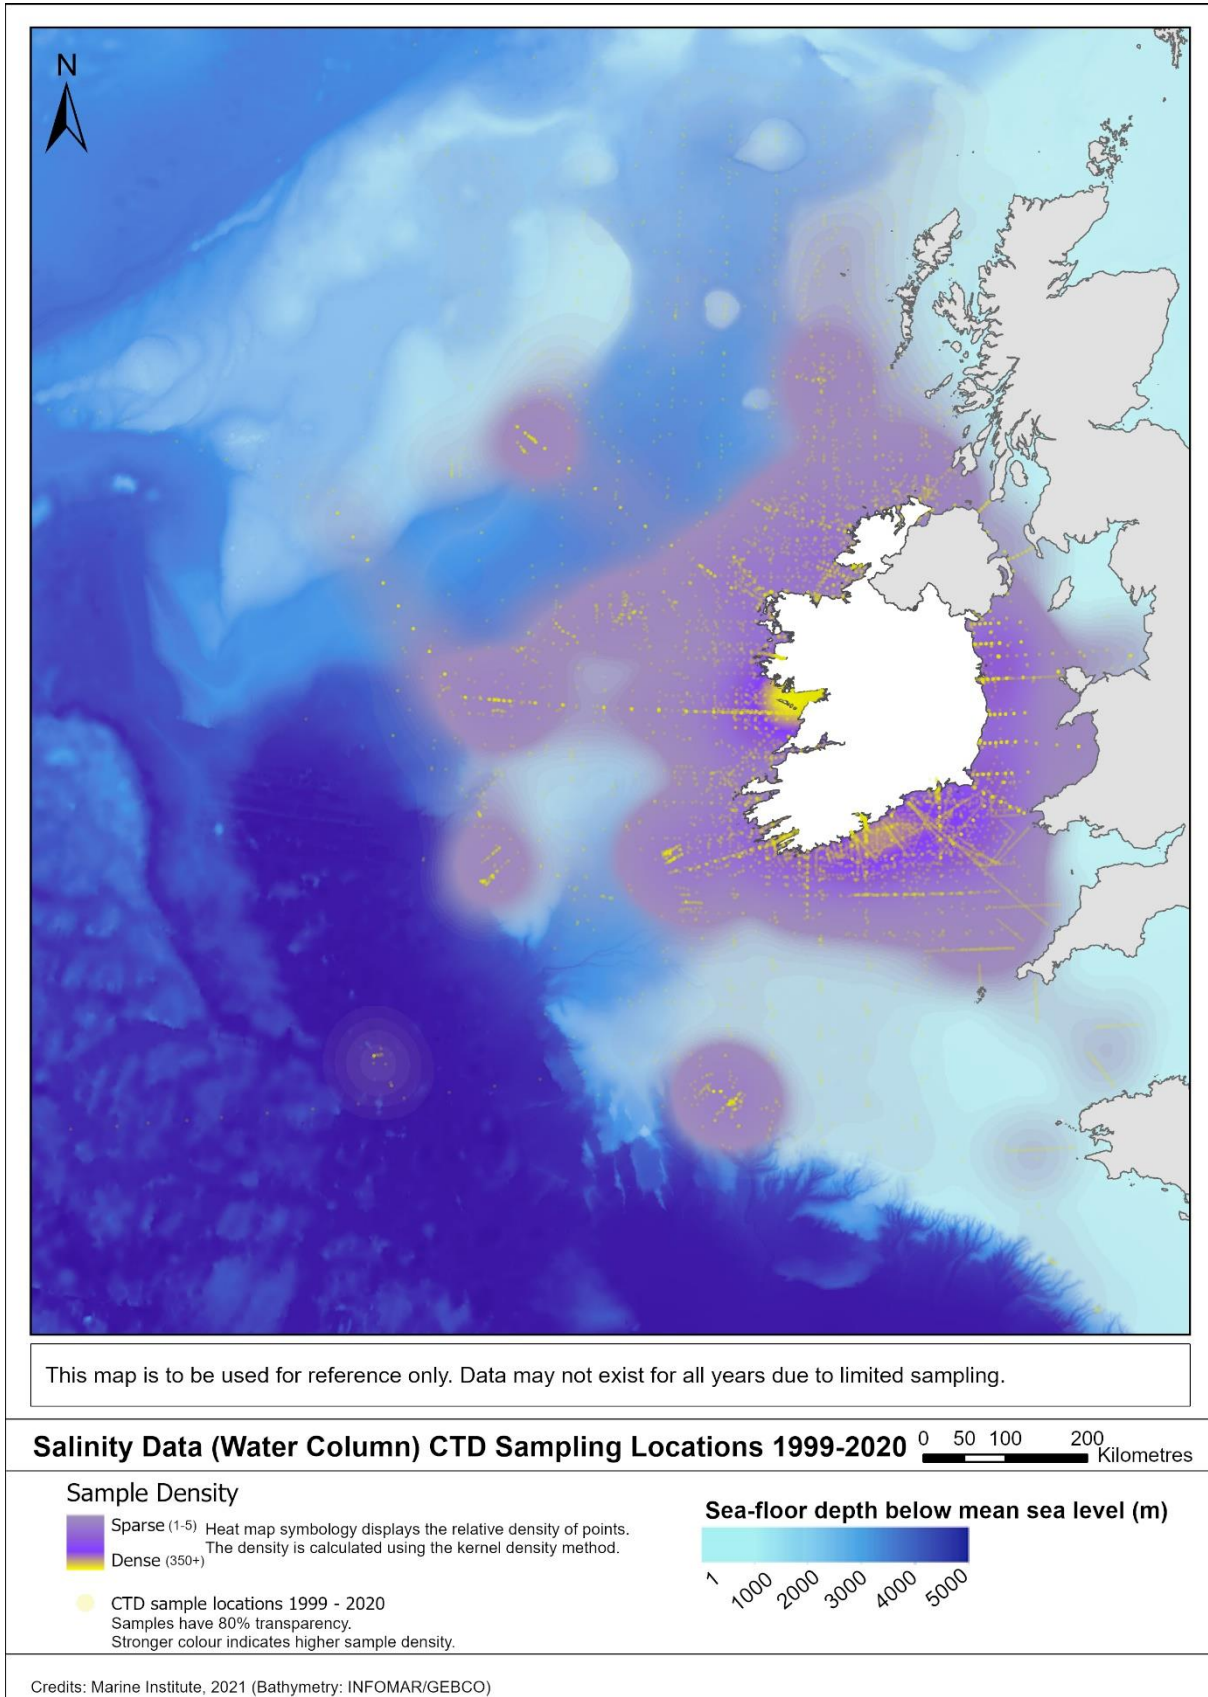 N
This map is to be used for reference only. Data may not exist for all years due to limited sampling.
Salinity Data (Water Column) CTD Sampling Locations 1999-2020
0 50 100 200
Kilometres
Sample Density
Sparse (1-5)
Dense (350+)
Heat map symbology displays the relative density of points.
The density is calculated using the kernel density method.
CTD sample locations 1999 - 2020
Samples have 80% transparency.
Stronger colour indicates higher sample density.
Sea-floor depth below mean sea level (m)
1 1000 2000 3000 4000 5000
Credits: Marine Institute, 2021 (Bathymetry: INFOMAR/GEBCO)